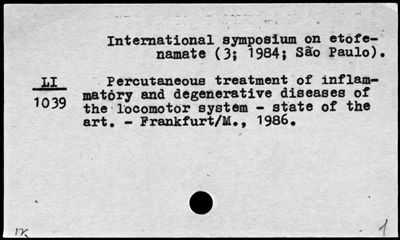 International symposium on etofe-
namate (3; 1984; São Paulo).
LI
1039
Percutaneous treatment of inflam-
matory and degenerative diseases of
the locomotor system - state of the
art. - Frankfurt/M., 1986.
1